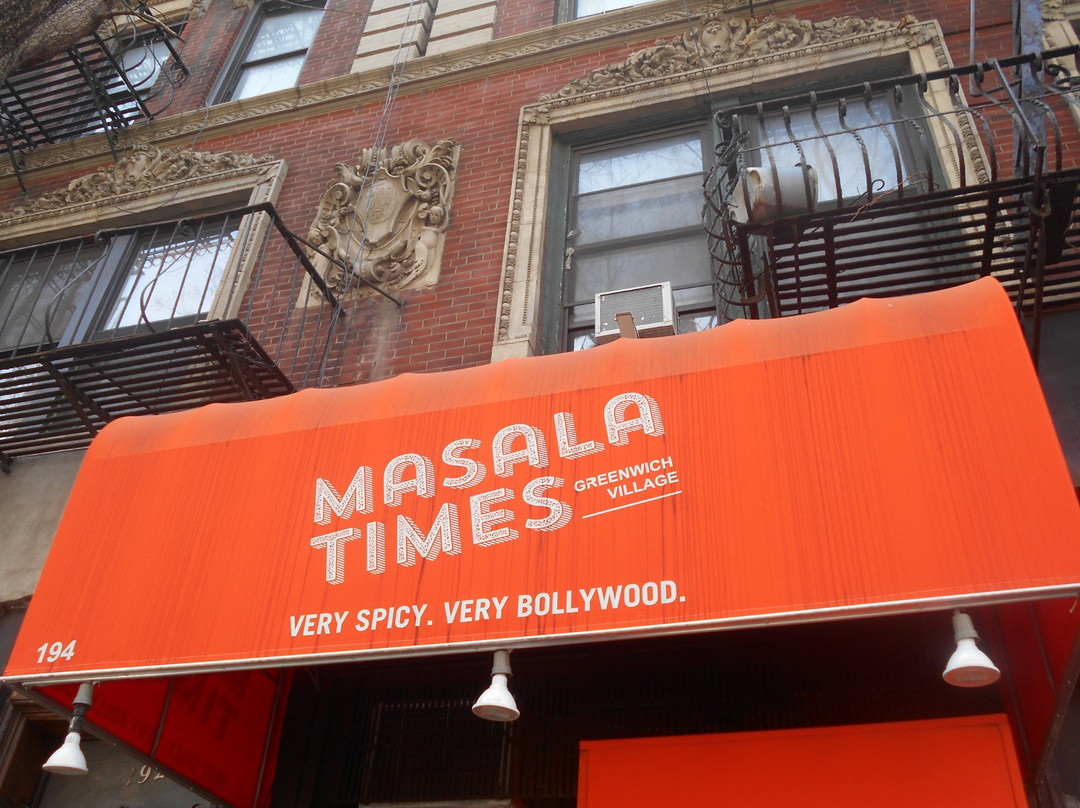 MASALA
TIMES
GREENWICH
VILLAGE
VERY SPICY. VERY BOLLYWOOD.
194